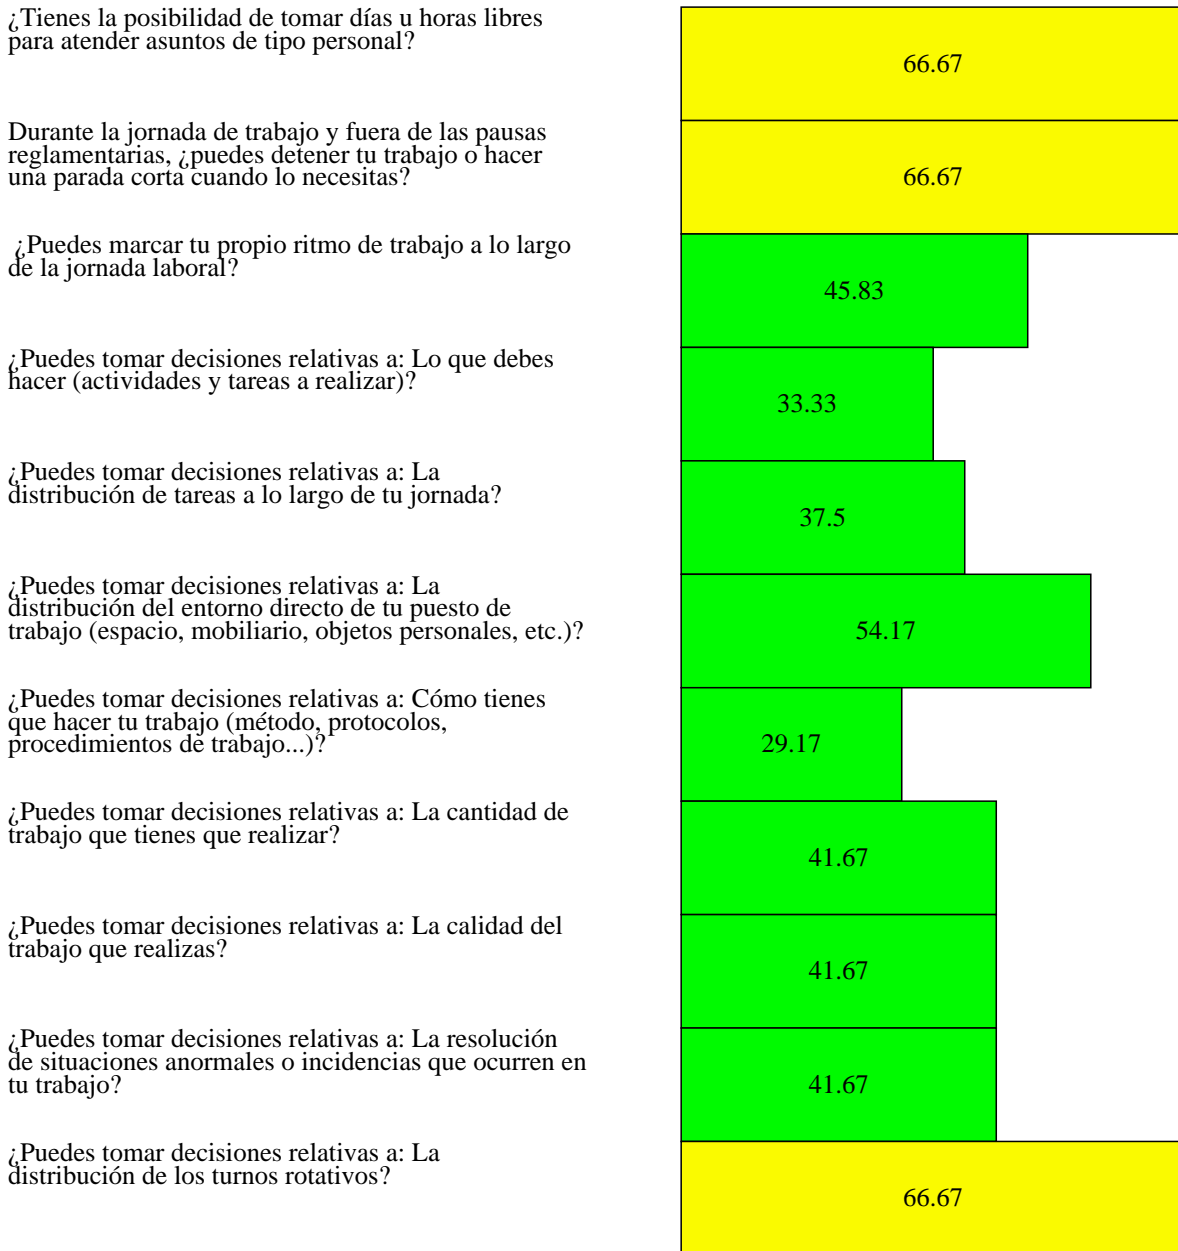 ¿Tienes la posibilidad de tomar días u horas libres
para atender asuntos de tipo personal?
66.67
Durante la jornada de trabajo y fuera de las pausas
reglamentarias, ¿puedes detener tu trabajo o hacer
una parada corta cuando lo necesitas?
66.67
¿Puedes marcar tu propio ritmo de trabajo a lo largo
de la jornada laboral?
45.83
¿Puedes tomar decisiones relativas a: Lo que debes
hacer (actividades y tareas a realizar)?
33.33
¿Puedes tomar decisiones relativas a: La
distribución de tareas a lo largo de tu jornada?
37.5
¿Puedes tomar decisiones relativas a: La
distribución del entorno directo de tu puesto de
trabajo (espacio, mobiliario, objetos personales, etc.)?
54.17
¿Puedes tomar decisiones relativas a: Cómo tienes
que hacer tu trabajo (método, protocolos,
procedimientos de trabajo...)?
29.17
¿Puedes tomar decisiones relativas a: La cantidad de
trabajo que tienes que realizar?
41.67
¿Puedes tomar decisiones relativas a: La calidad del
trabajo que realizas?
41.67
¿Puedes tomar decisiones relativas a: La resolución
de situaciones anormales o incidencias que ocurren en
tu trabajo?
41.67
¿Puedes tomar decisiones relativas a: La
distribución de los turnos rotativos?
66.67